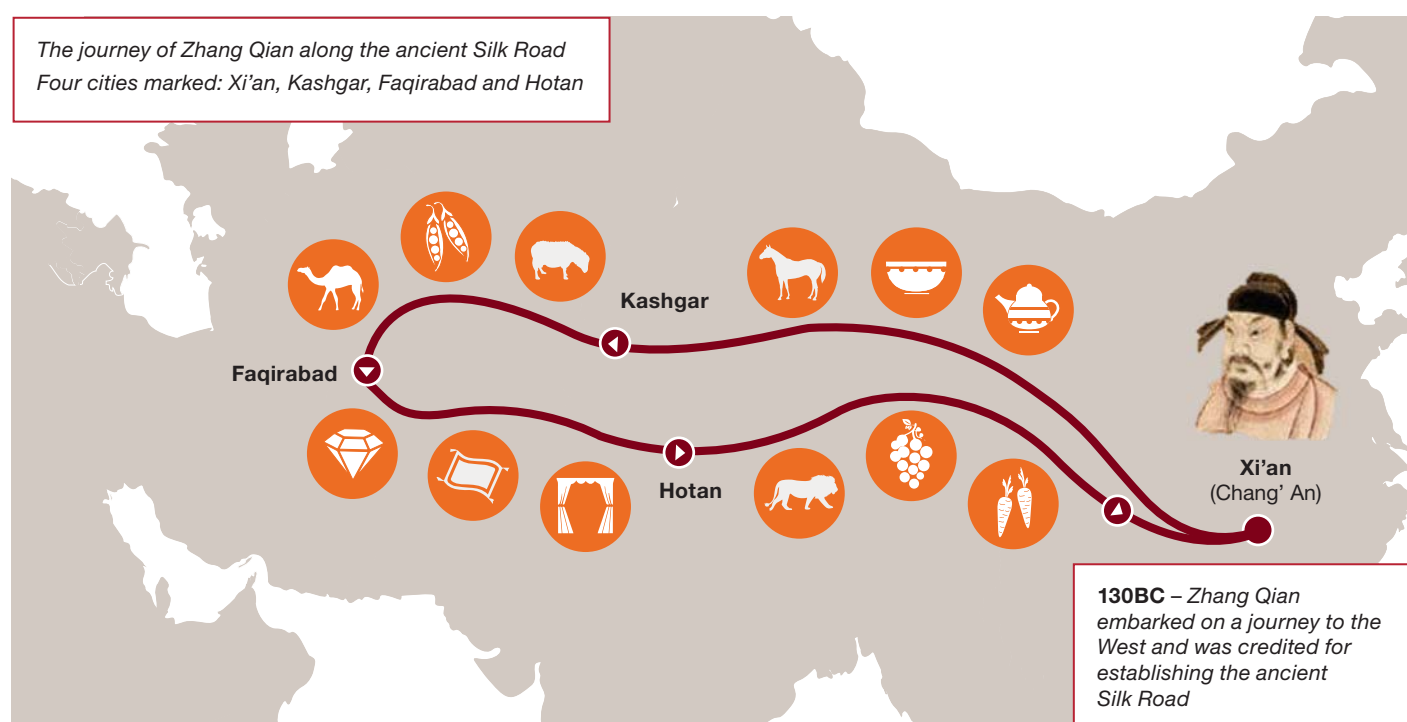 The journey of Zhang Qian along the ancient Silk Road
Four cities marked: Xi’an, Kashgar, Faqirabad and Hotan
Kashgar
Faqirabad
Hotan
Xi’an
(Chang’ An)
130BC – Zhang Qian
embarked on a journey to the
West and was credited for
establishing the ancient
Silk Road